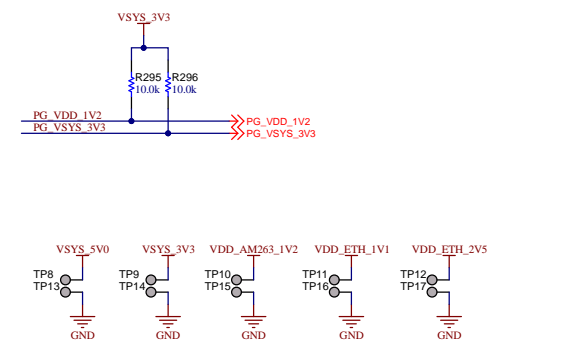 VSYS_3V3
R295 R296
10.0k 10.0k
PG_VDD_1V2 PG_VDD_1V2
PG_VSYS_3V3 PG_VSYS_3V3
VSYS_5V0 VSYS_3V3 VDD_AM263_1V2 VDD_ETH_1V1 VDD_ETH_2V5
TP8 TP9 TP10 TP11 TP12
TP13 TP14 TP15 TP16 TP17
GND GND GND GND GND